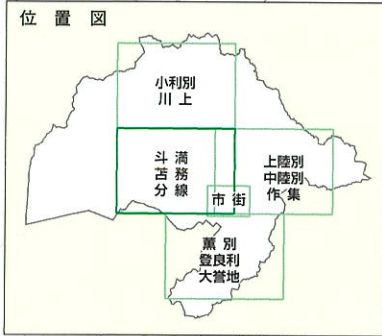 位置図
小利別
川上
斗満
苫務
分線
上陸別
中陸別
作集
市街
薫別
登良利
大誉地